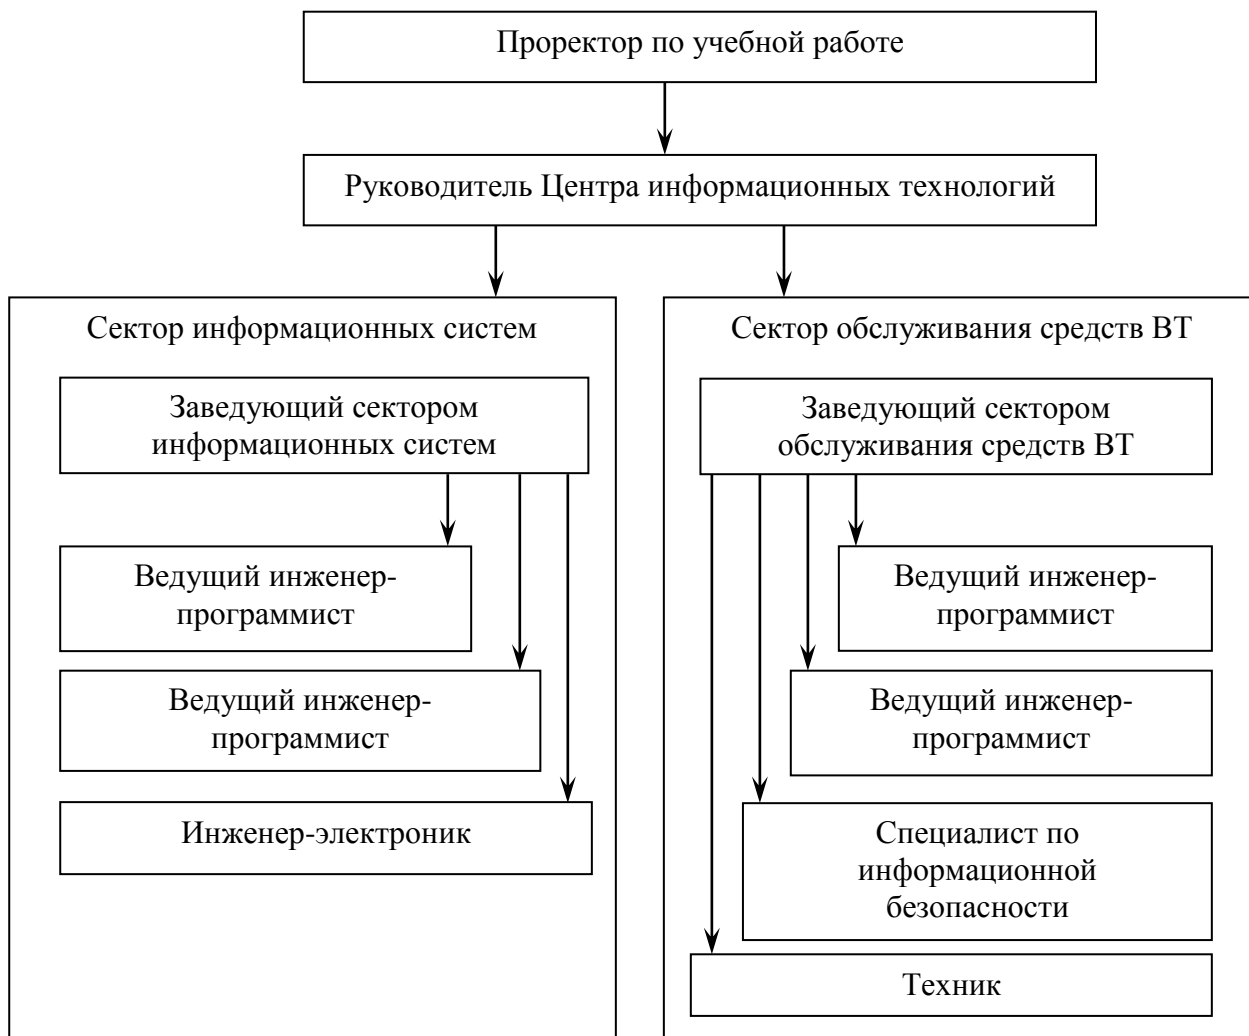 Проректор по учебной работе
Руководитель Центра информационных технологий
Сектор информационных систем
Заведующий сектором
информационных систем
Ведущий инженер-
программист
Ведущий инженер-
программист
Инженер-электроник
Сектор обслуживания средств ВТ
Заведующий сектором
обслуживания средств ВТ
Ведущий инженер-
программист
Ведущий инженер-
программист
Специалист по
информационной
безопасности
Техник